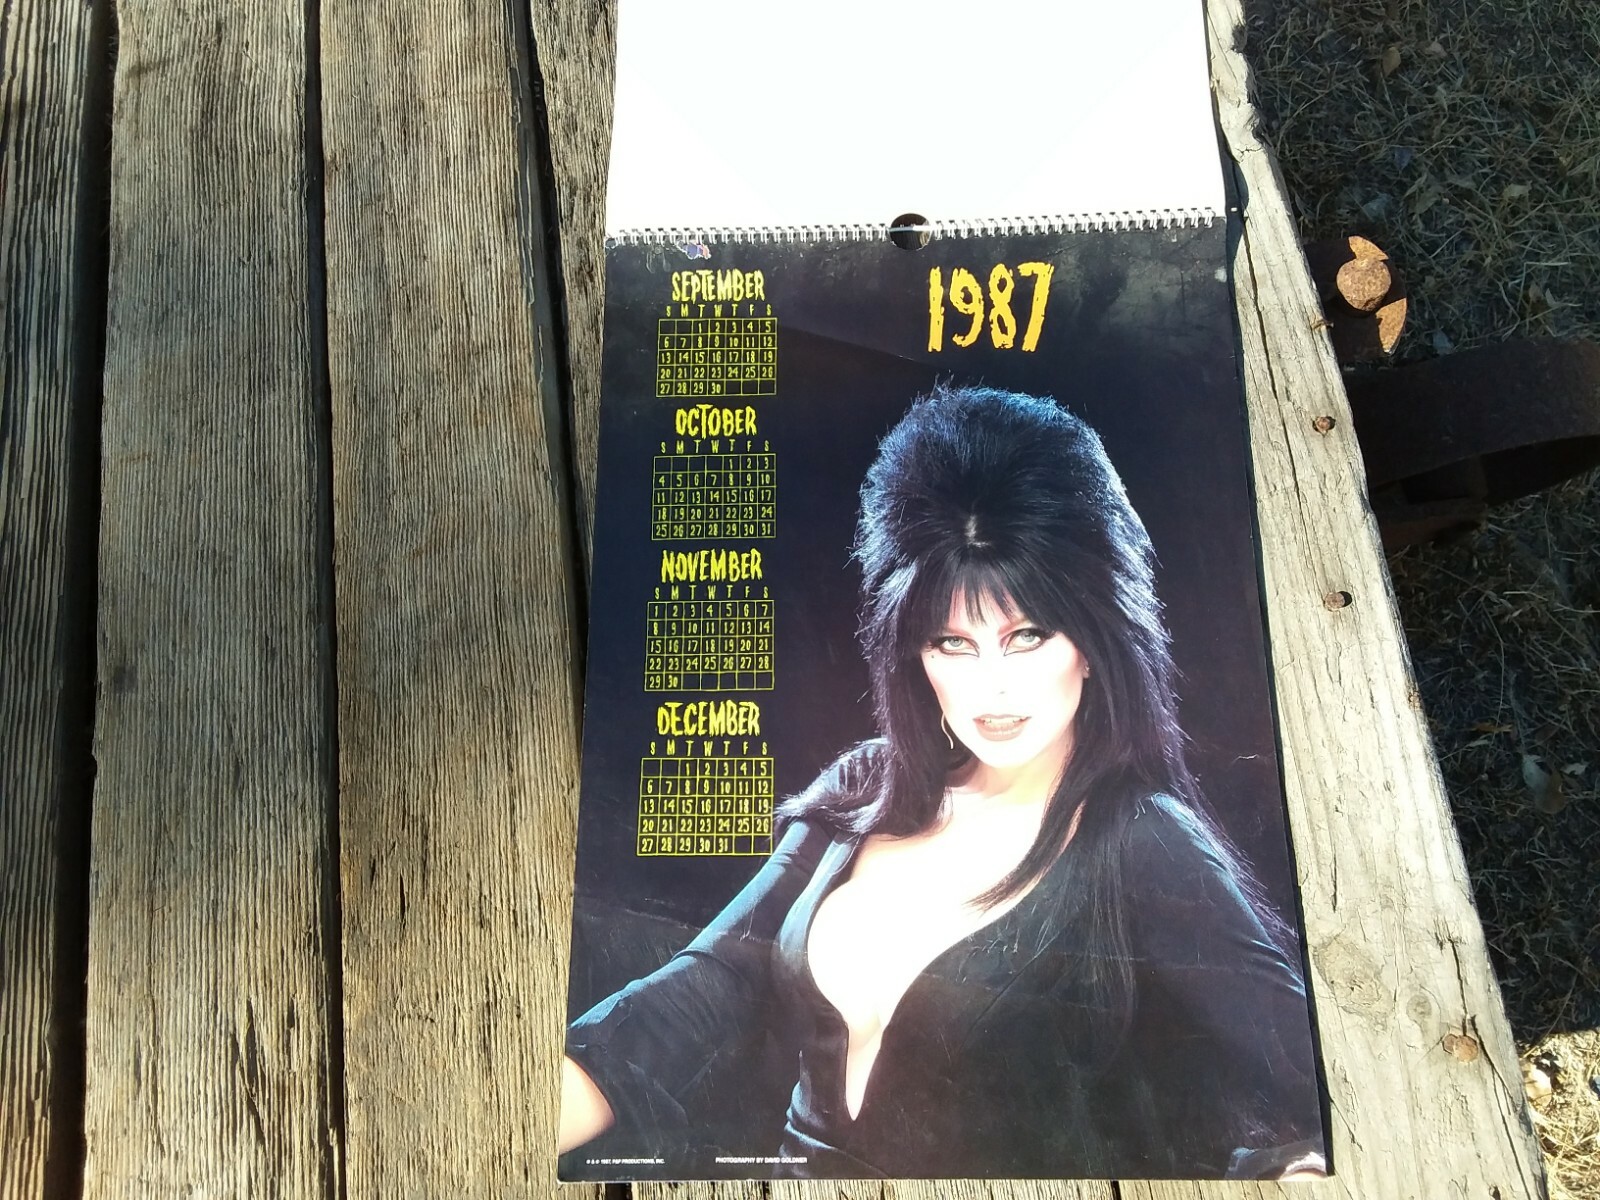 1987
SEPTEMBER
S M T W T F S
1 2 3 4 5
6 7 8 9 10 11 12
13 14 15 16 17 18 19
20 21 22 23 24 25 26
27 28 29 30
OCTOBER
S M T W T F S
1 2 3
4 5 6 7 8 9 10
11 12 13 14 15 16 17
18 19 20 21 22 23 24
25 26 27 28 29 30 31
NOVEMBER
S M T W T F S
1 2 3 4 5 6 7
8 9 10 11 12 13 14
15 16 17 18 19 20 21
22 23 24 25 26 27 28
29 30
DECEMBER
S M T W T F S
1 2 3 4 5
6 7 8 9 10 11 12
13 14 15 16 17 18 19
20 21 22 23 24 25 26
27 28 29 30 31
1987, PRODUCTIONS, INC.
PHOTOGRAPHY BY DAVID GOLDNER